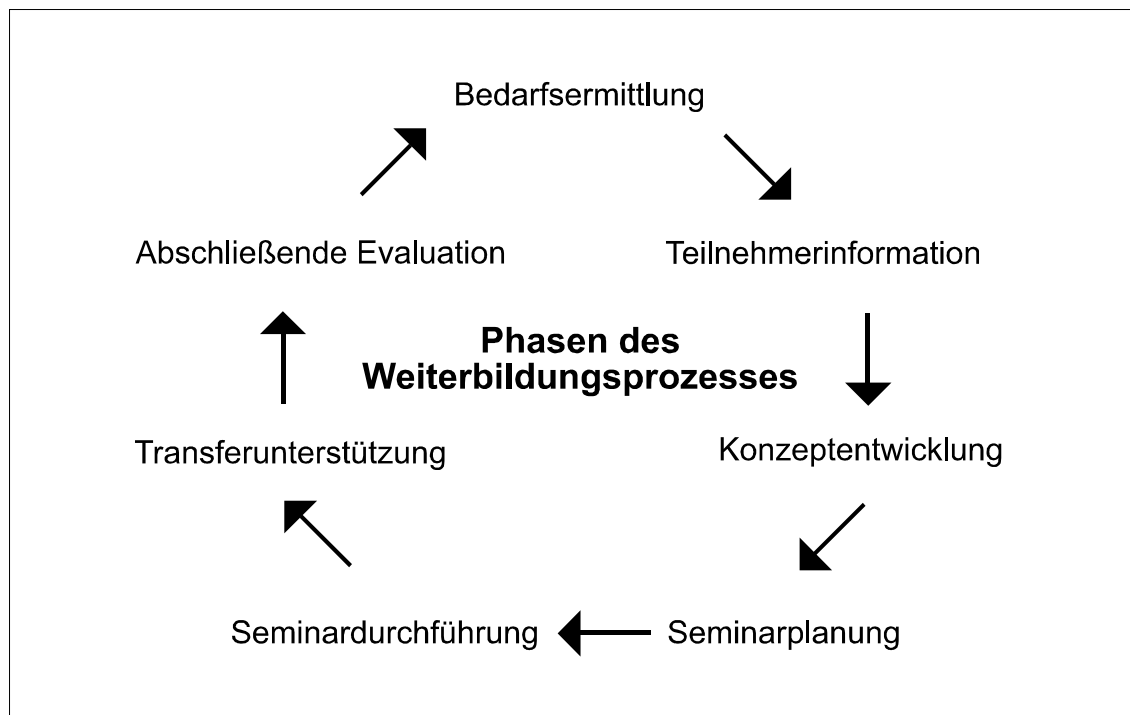 Bedarfsermittlung
Abschließende Evaluation
Teilnehmerinformation
Phasen des
Weiterbildungsprozesses
Transferunterstützung
Konzeptentwicklung
Seminardurchführung
Seminarplanung